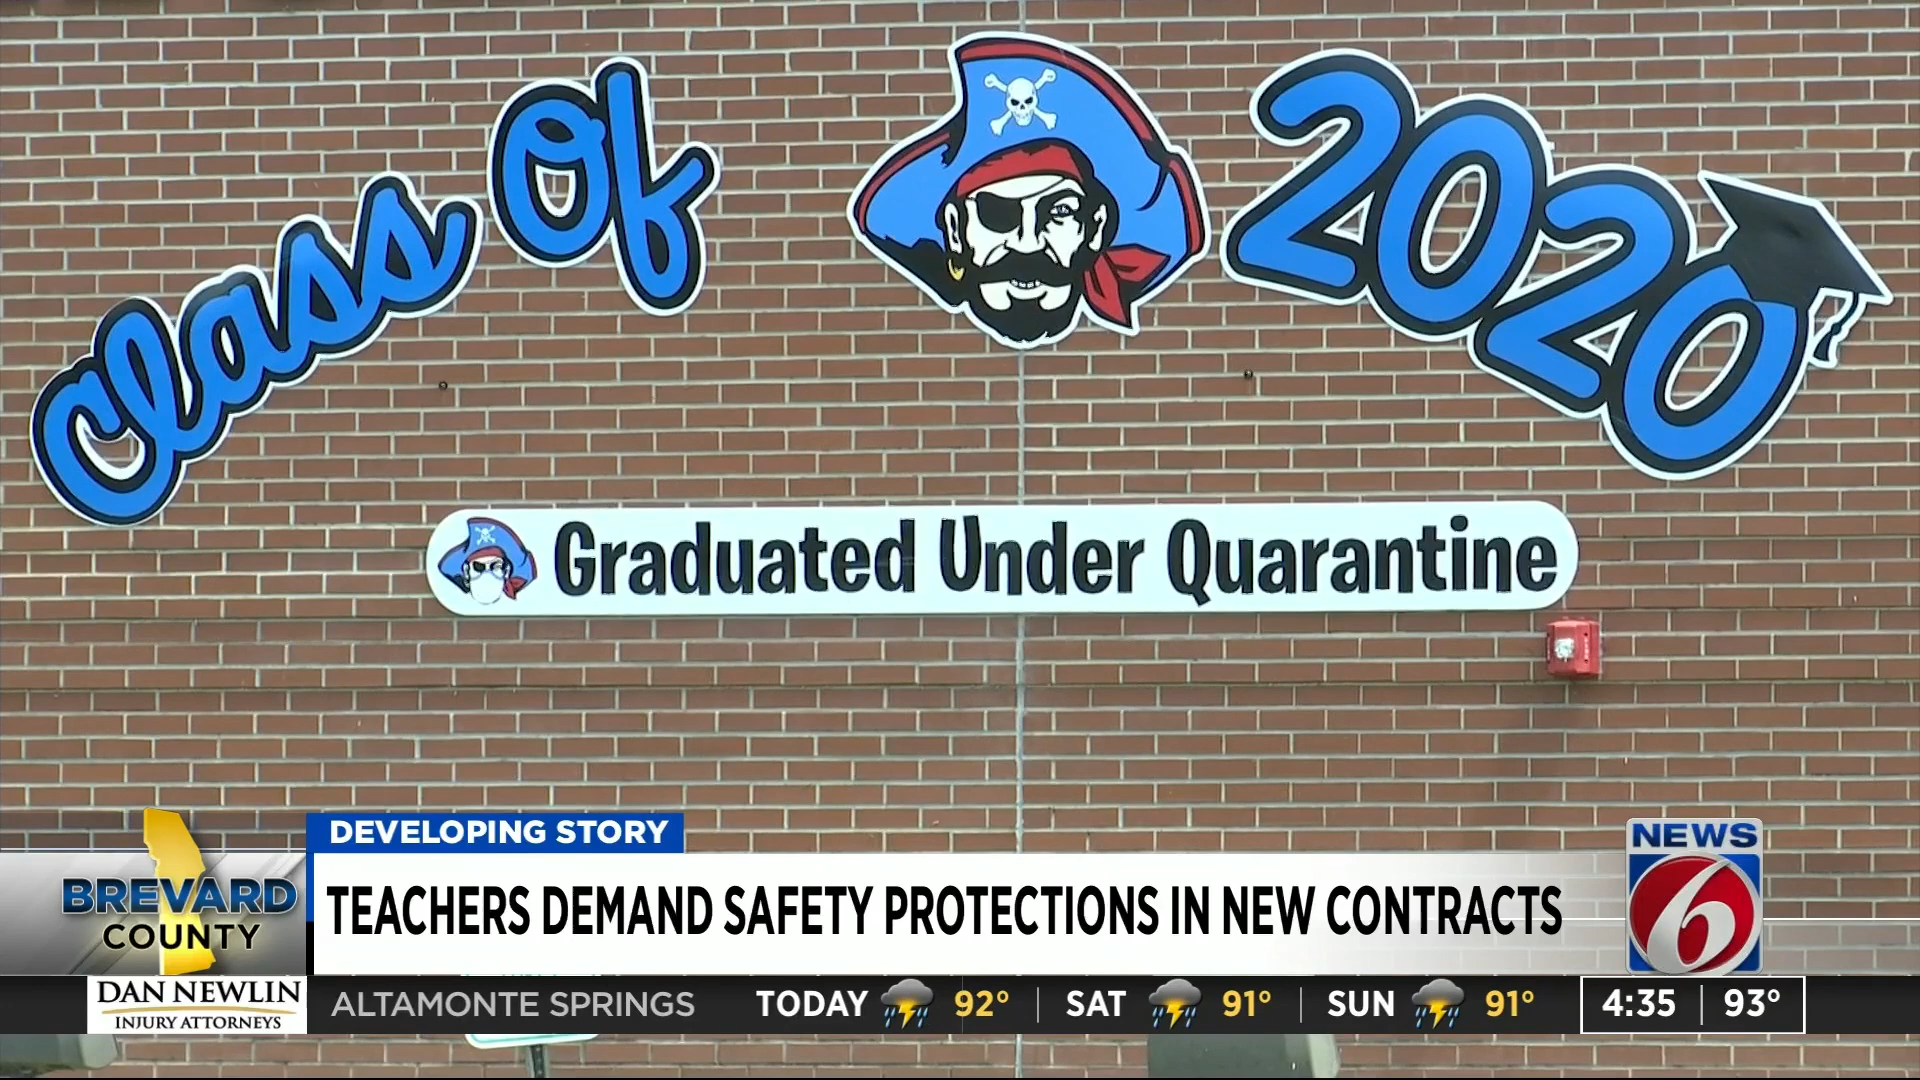 Class Of 2020
Graduated Under Quarantine
DEVELOPING STORY
BREVARD
COUNTY
TEACHERS DEMAND SAFETY PROTECTIONS IN NEW CONTRACTS
NEWS
6
DAN NEWLIN
INJURY ATTORNEYS
ALTAMONTE SPRINGS TODAY 92° SAT 91° SUN 91° 4:35 93°